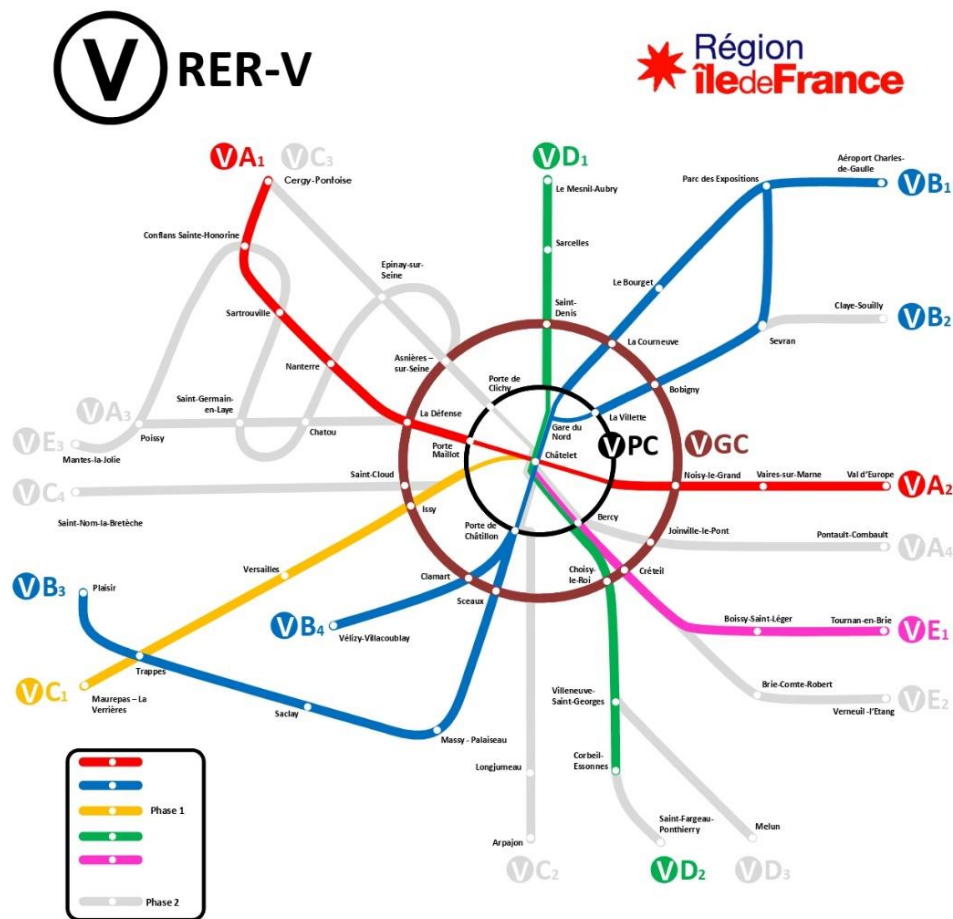 V RER-V
Région
îledeFrance
VA1
VC3
VD1
Aéroport Charles-
de-Gaulle
VB1
Cergy-Pontoise
Le Mesnil-Aubry
Parc des Expositions
Conflans Sainte-Honorine
Sarcelles
Epinay-sur-
Seine
Le Bourget
Sartrouville
Saint-
Denis
Claye-Souilly
VB2
La Courneuve
Sevran
Nanterre
Asnières –
sur-Seine
Porte de
Clichy
Bobigny
VA3
Saint-Germain
en-Laye
La Défense
La Villette
VE3
Poissy
Chatou
Gare du
Nord
VPC
VGC
Mantes-la-Jolie
Porte
Maillot
Châtelet
VC4
Saint-Cloud
Noisy-le-Grand
Vaires-sur-Marne
Val d'Europe
VA2
Saint-Nom-la-Bretèche
Issy
Bercy
Porte de
Châtillon
Joinville-le-Pont
Pontault-Combault
VA4
Versailles
Clamart
Choisy-
le-Roi
Créteil
VB3
Plaisir
Sceaux
VB4
Vélizy-Villacoublay
Boissy-Saint-Léger
Tournan-en-Brie
VE1
Trappes
VC1
Maurepas – La
Verrières
Saclay
Villeneuve-
Saint-Georges
Brie-Comte-Robert
Verneuil -l'Etang
VE2
Massy - Palaiseau
Longjumeau
Corbeil-
Essonnes
Phase 1
Saint-Fargeau-
Ponthierry
Melun
Arpajon
VC2
VD2
VD3
Phase 2